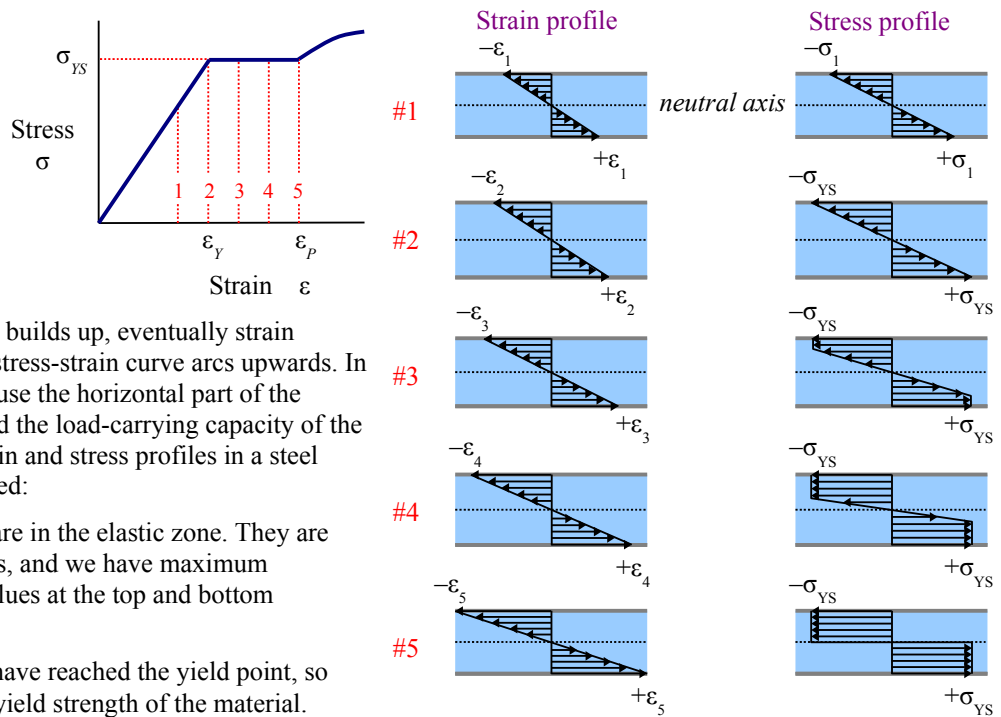 Strain profile
Stress profile
σYS
Stress
σ
1 2 3 4 5
εY εP
Strain ε
#1
−ε1
+ε1
neutral axis
−σ1
+σ1
#2
−ε2
+ε2
−σYS
+σYS
#3
−ε3
+ε3
−σYS
+σYS
#4
−ε4
+ε4
−σYS
+σYS
#5
−ε5
+ε5
−σYS
+σYS
builds up, eventually strain
stress-strain curve arcs upwards. In
use the horizontal part of the
d the load-carrying capacity of the
in and stress profiles in a steel
ed:
are in the elastic zone. They are
s, and we have maximum
lues at the top and bottom
have reached the yield point, so
yield strength of the material.